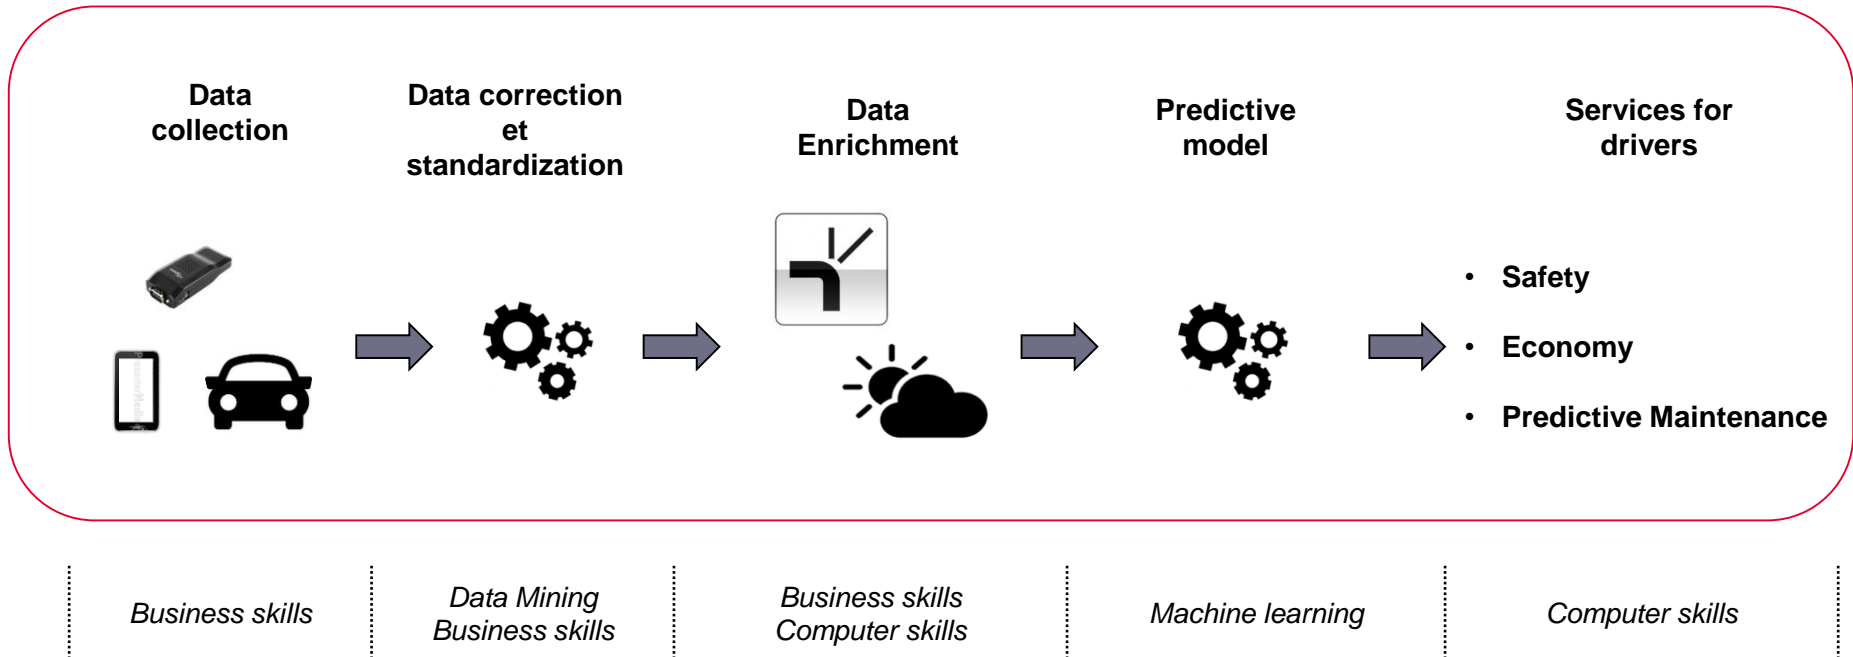 Data
collection
Data correction
et
standardization
Data
Enrichment
Predictive
model
Services for
drivers
• Safety
• Economy
• Predictive Maintenance
Business skills
Data Mining
Business skills
Business skills
Computer skills
Machine learning
Computer skills